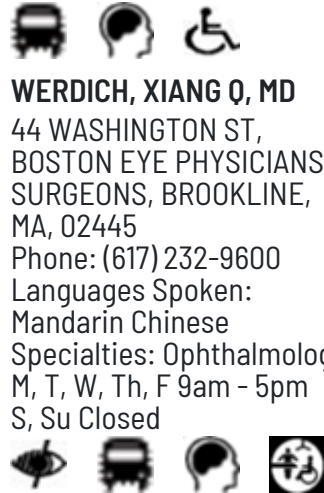 WERDICH, XIANG Q, MD
44 WASHINGTON ST,
BOSTON EYE PHYSICIANS
SURGEONS, BROOKLINE,
MA, 02445
Phone: (617) 232-9600
Languages Spoken:
Mandarin Chinese
Specialties: Ophthalmolog
M, T, W, Th, F 9am - 5pm
S, Su Closed